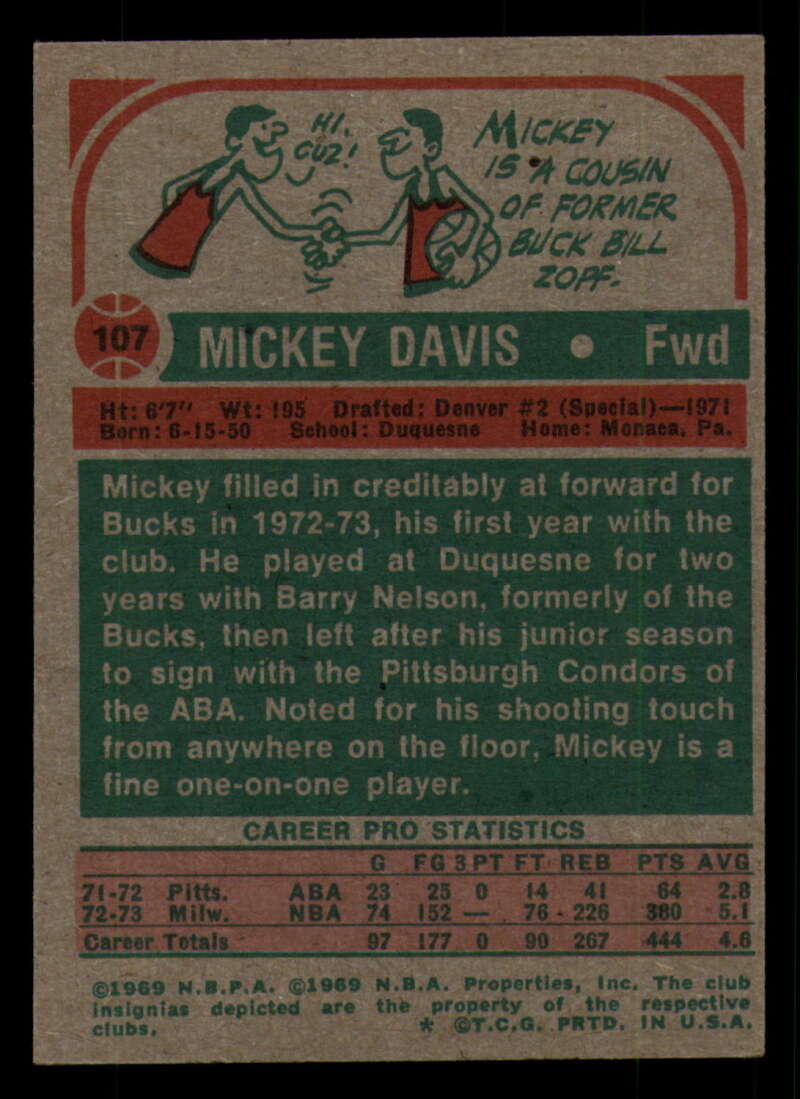 HI,
CUZ!
MICKEY
IS A COUSIN
OF FORMER
BUCK BILL
ZOPF.
107 MICKEY DAVIS • Fwd
Ht: 6'7" Wt: 195 Drafted: Denver #2 (Special)—1971
Born: 6-15-50 School: Duquesne Home: Monaca, Pa.
Mickey filled in creditably at forward for
Bucks in 1972-73, his first year with the
club. He played at Duquesne for two
years with Barry Nelson, formerly of the
Bucks, then left after his junior season
to sign with the Pittsburgh Condors of
the ABA. Noted for his shooting touch
from anywhere on the floor, Mickey is a
fine one-on-one player.
CAREER PRO STATISTICS
G FG 3PT FT REB PTS AVG
71-72 Pitts. ABA 23 25 0 14 41 64 2.8
72-73 Milw. NBA 74 152 — 76 226 380 5.1
Career Totals 97 177 0 90 267 444 4.6
©1969 N.B.P.A. ©1969 N.B.A. Properties, Inc. The club
insignias depicted are the property of the respective
clubs. * ©T.C.G. PRTD. IN U.S.A.